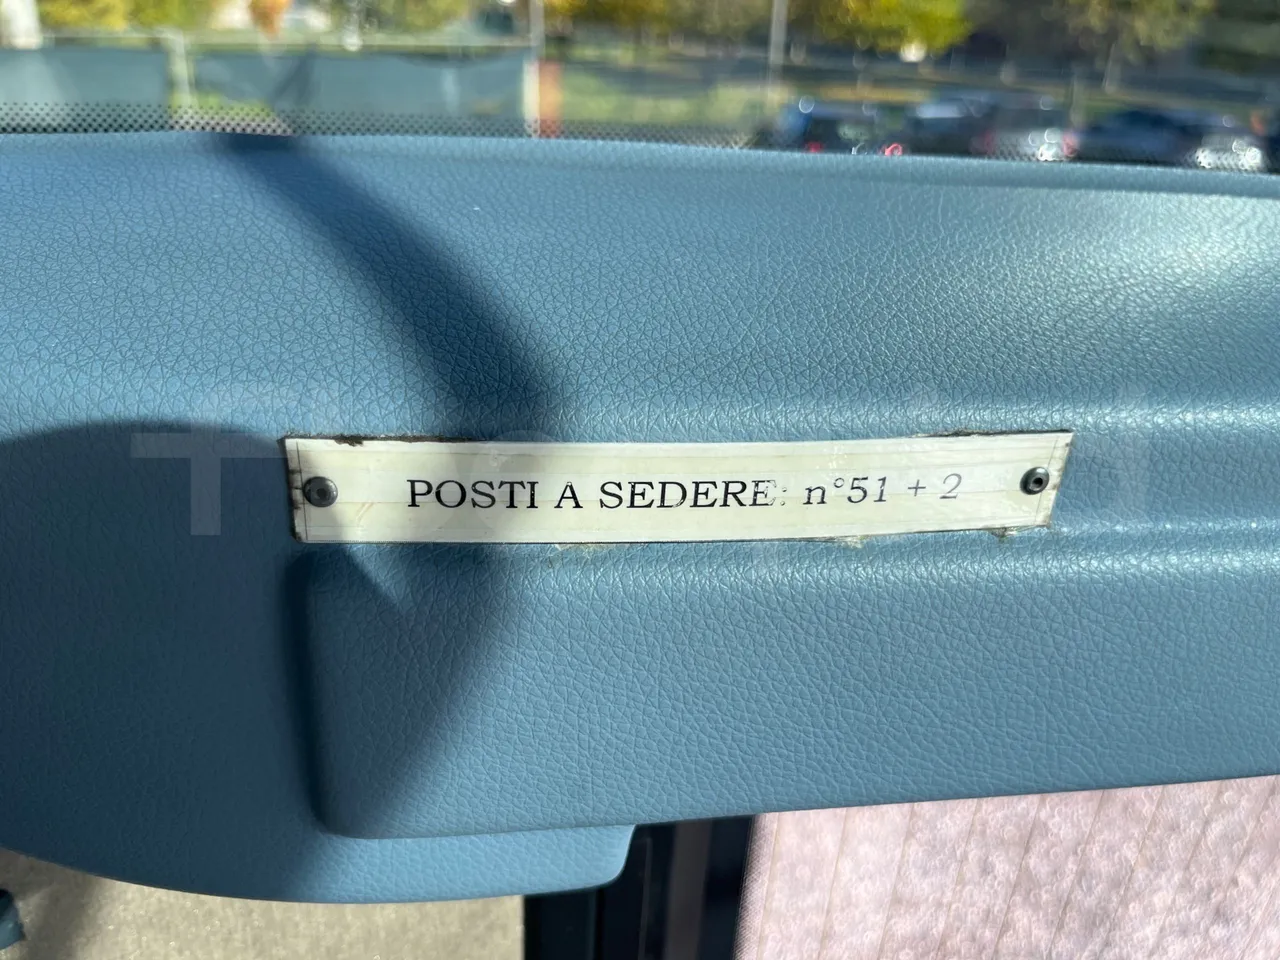 POSTI A SEDERE: n°51 + 2